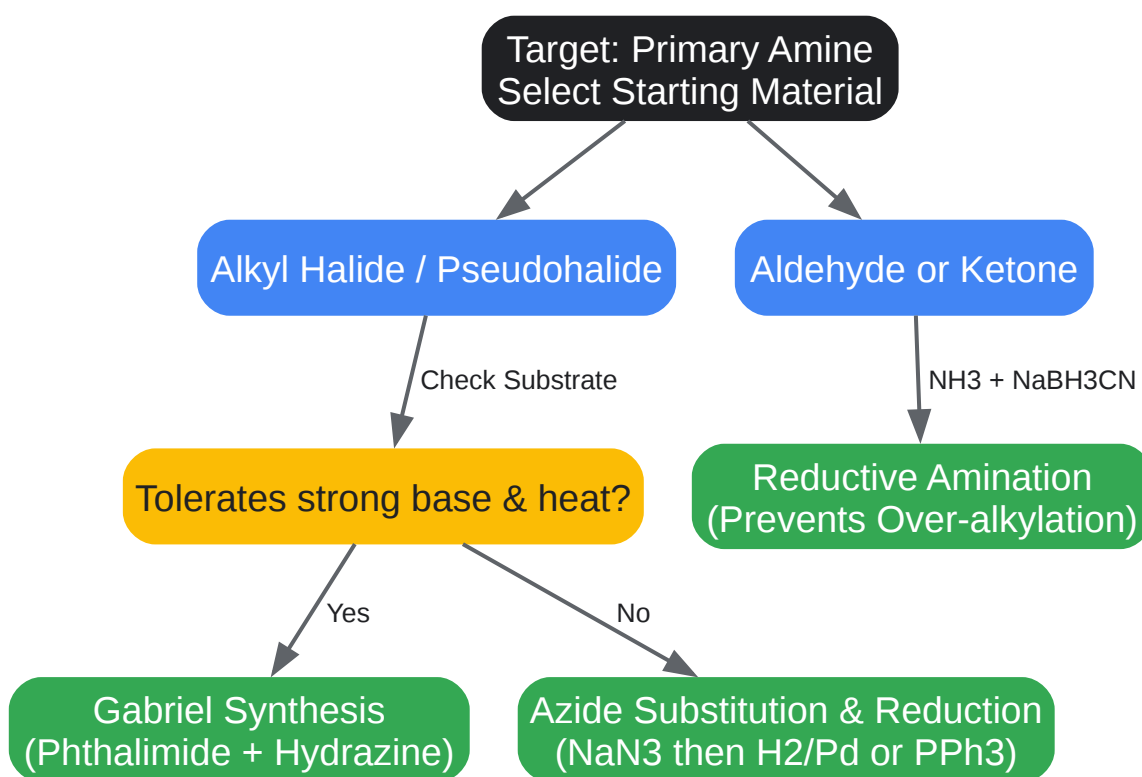 Target: Primary Amine
Select Starting Material
Alkyl Halide / Pseudohalide
Aldehyde or Ketone
Check Substrate
NH3 + NaBH3CN
Tolerates strong base & heat?
Reductive Amination
(Prevents Over-alkylation)
Yes
No
Gabriel Synthesis
(Phthalimide + Hydrazine)
Azide Substitution & Reduction
(NaN3 then H2/Pd or PPh3)